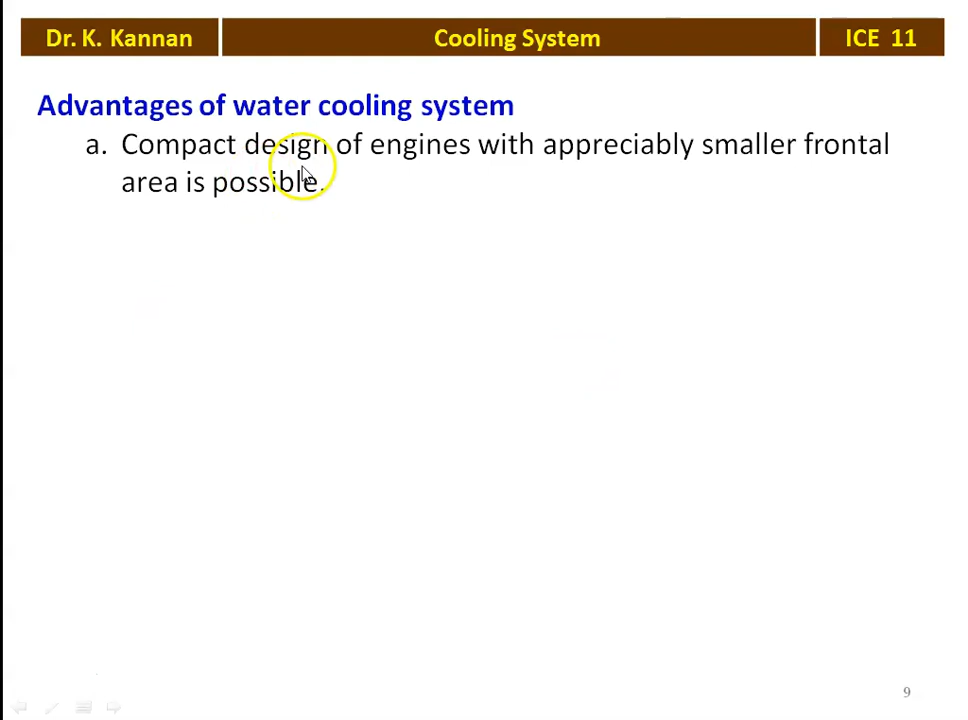 Dr. K. Kannan
Cooling System
ICE 11
Advantages of water cooling system
a. Compact design of engines with appreciably smaller frontal
area is possible.
9